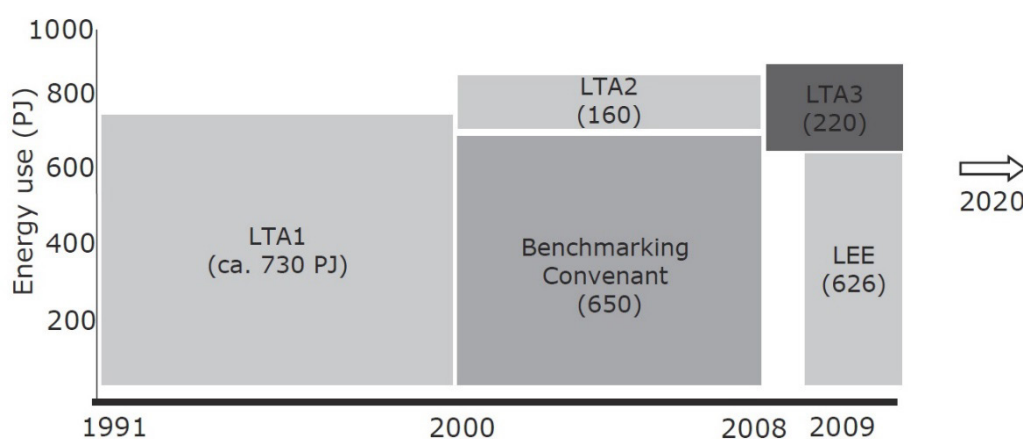 1000
800
600
400
200
Energy use (PJ)
LTA1
(ca. 730 PJ)
LTA2
(160)
Benchmarking
Convenant
(650)
LTA3
(220)
LEE
(626)
2020
1991
2000
2008
2009